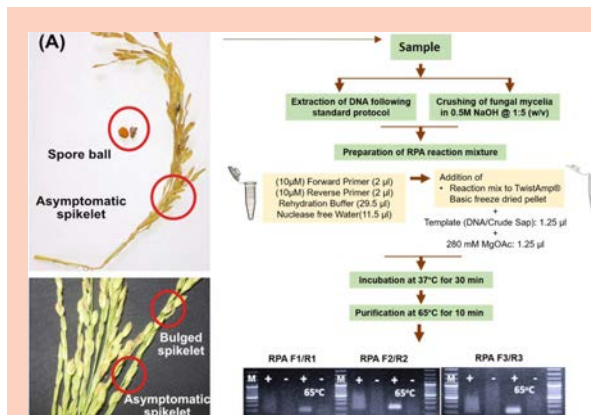 (A)
Spore ball
Asymptomatic
spikelet
Bulged
spikelet
Asymptomatic
spikelet
Sample
Extraction of DNA following
standard protocol
Crushing of fungal mycelia
in 0.5M NaOH @ 1:5 (w/v)
Preparation of RPA reaction mixture
(10µM) Forward Primer (2 µl)
(10µM) Reverse Primer (2 µl)
Rehydration Buffer (29.5 µl)
Nuclease free Water(11.5 µl)
Addition of
• Reaction mix to TwistAmp®
Basic freeze dried pellet
+
Template (DNA/Crude Sap): 1.25 µl
+
280 mM MgOAc: 1.25 µl
Incubation at 37°C for 30 min
Purification at 65°C for 10 min
RPA F1/R1 RPA F2/R2 RPA F3/R3
M + - + - M + - + - M + - + -
65°C 65°C 65°C